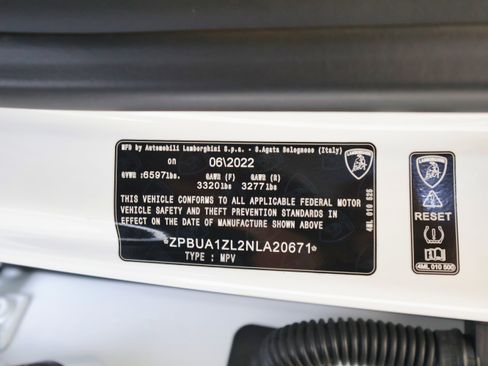 MFD by Automobili Lamborghini S.p.a. - S.Agata Bolognese (Italy)
on 06\2022
GVWR :6597lbs. GAWR (F) GAWR (R)
3320lbs 3277lbs
THIS VEHICLE CONFORMS TO ALL APPLICABLE FEDERAL MOTOR
VEHICLE SAFETY AND THEFT PREVENTION STANDARDS IN
EFFECT ON THE DATE OF MANUFACTURE SHOWN ABOVE
*ZPBUA1ZL2NLA20671*
TYPE : MPV
4ML 010 525
RESET
4ML 010 500